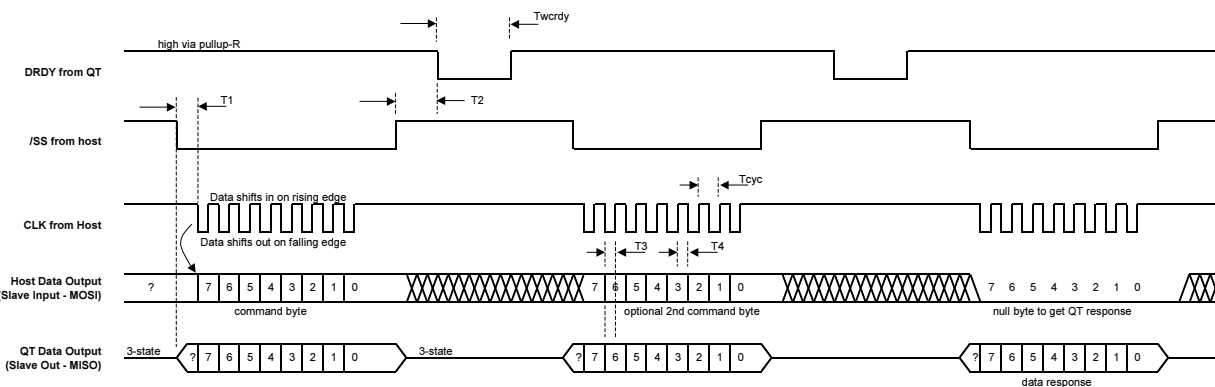 Twcrdy
high via pullup-R
DRDY from QT
T1
T2
/SS from host
Tcyc
Data shifts in on rising edge
CLK from Host
Data shifts out on falling edge
T3
T4
Host Data Output
(Slave Input - MOSI)
? 7 6 5 4 3 2 1 0
7 6 5 4 3 2 1 0
7 6 5 4 3 2 1 0
command byte
optional 2nd command byte
null byte to get QT response
QT Data Output
(Slave Out - MISO)
3-state
? 7 6 5 4 3 2 1 0
3-state
? 7 6 5 4 3 2 1 0
? 7 6 5 4 3 2 1 0
data response